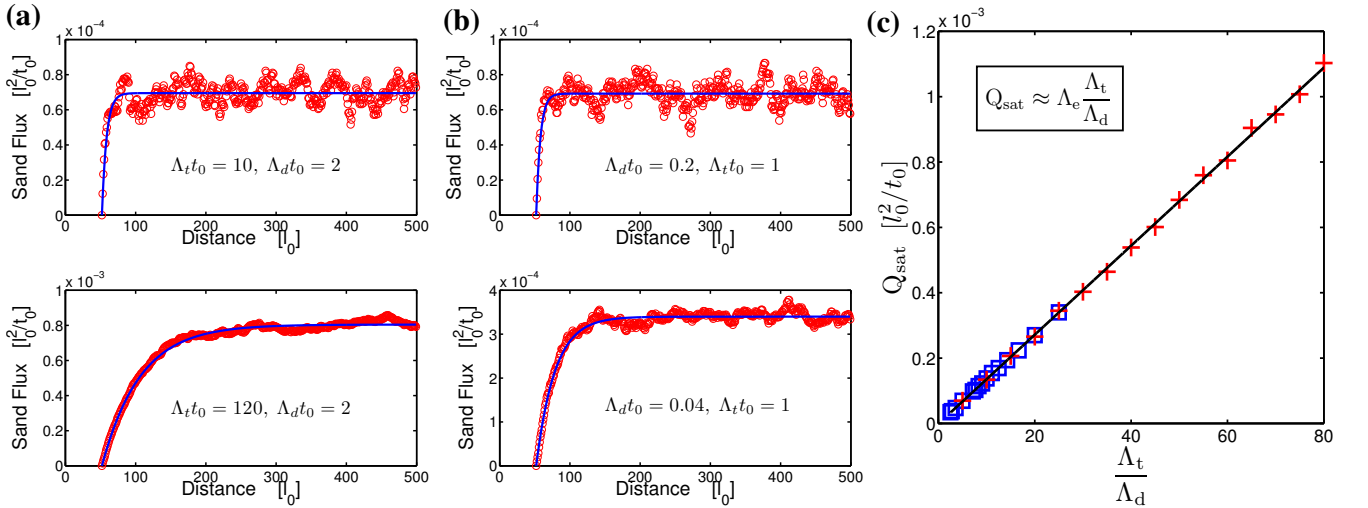 (a)
x 10⁻⁴
1
0.8
0.6
0.4
0.2
0
0 100 200 300 400 500
Sand Flux [l₀²/t₀]
Distance [l₀]
Λₜt₀ = 10, Λ_d t₀ = 2
x 10⁻³
1
0.8
0.6
0.4
0.2
0
0 100 200 300 400 500
Sand Flux [l₀²/t₀]
Distance [l₀]
Λₜt₀ = 120, Λ_d t₀ = 2
(b)
x 10⁻⁴
1
0.8
0.6
0.4
0.2
0
0 100 200 300 400 500
Sand Flux [l₀²/t₀]
Distance [l₀]
Λ_d t₀ = 0.2, Λₜt₀ = 1
x 10⁻⁴
4
3
2
1
0
0 100 200 300 400 500
Sand Flux [l₀²/t₀]
Distance [l₀]
Λ_d t₀ = 0.04, Λₜt₀ = 1
(c)
x 10⁻³
1.2
1
0.8
0.6
0.4
0.2
0
0 20 40 60 80
Q_sat [l₀²/t₀]
Q_sat ≈ Λₑ Λₜ/Λ_d
Λₜ
Λ_d